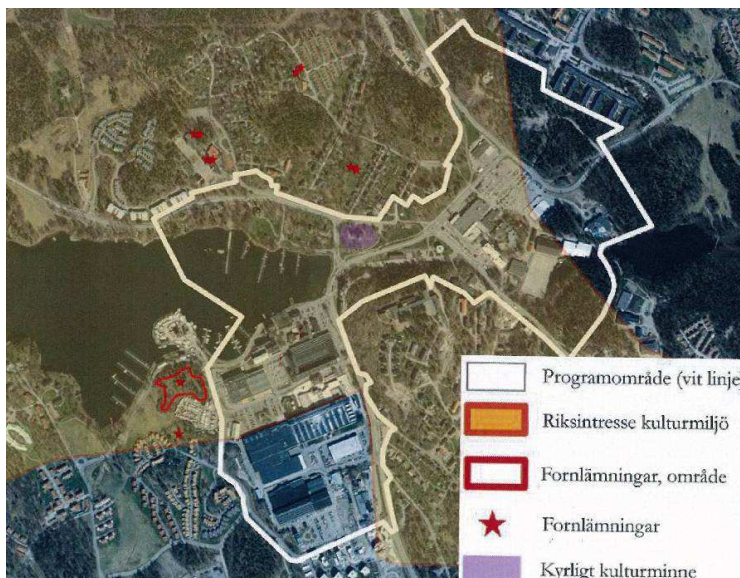 Programområde (vit linje
Riksintresse kulturmiljö
Fornlämningar, område
Fornlämningar
Kyrligt kulturminne